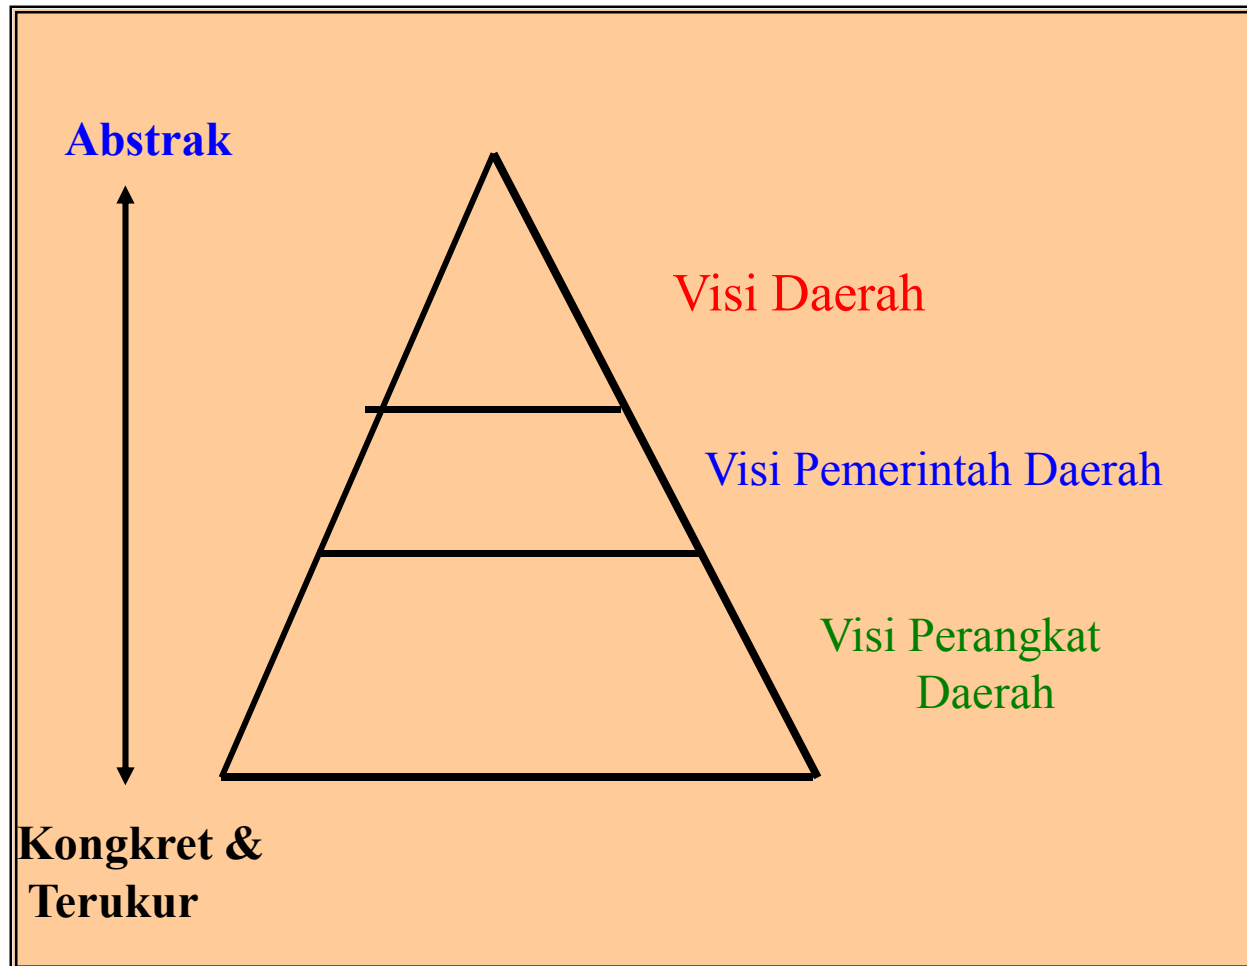 Abstrak
Visi Daerah
Visi Pemerintah Daerah
Visi Perangkat
Daerah
Kongkret &
Terukur